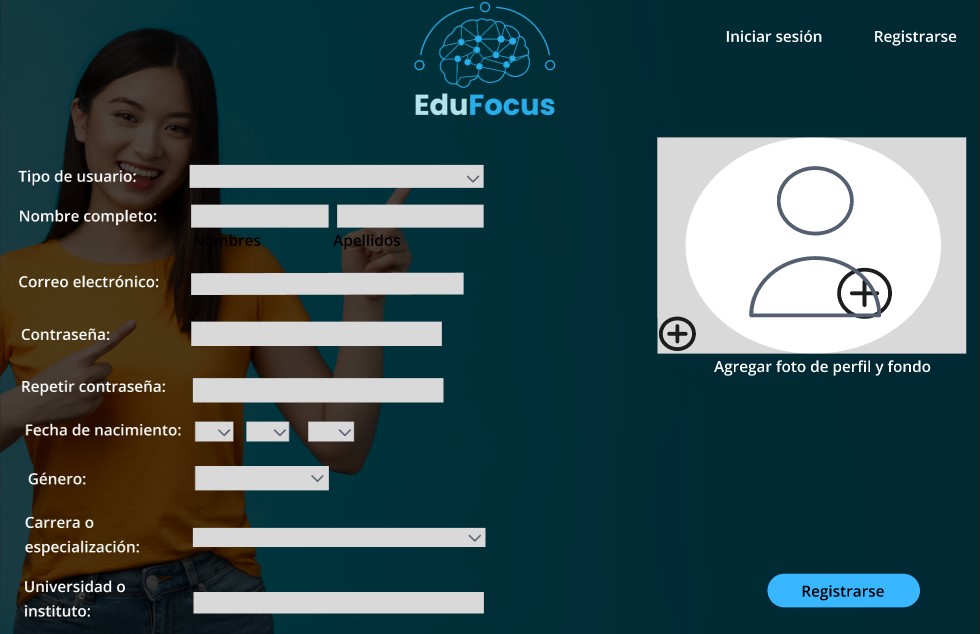 Iniciar sesión
Registrarse
EduFocus
Tipo de usuario:
Nombre completo:
Nombres
Apellidos
Correo electrónico:
Contraseña:
Repetir contraseña:
Fecha de nacimiento:
Género:
Carrera o
especialización:
Universidad o
instituto:
Agregar foto de perfil y fondo
Registrarse